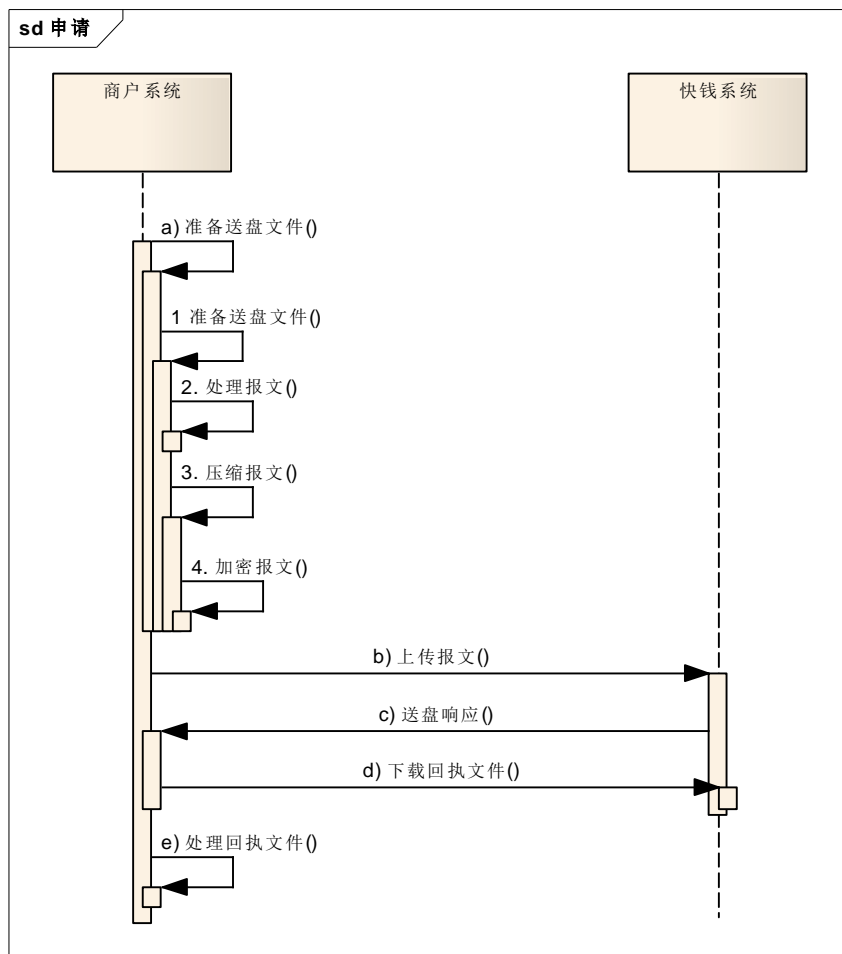 sd 申请
商户系统
快钱系统
a) 准备送盘文件()
1 准备送盘文件()
2. 处理报文()
3. 压缩报文()
4. 加密报文()
b) 上传报文()
c) 送盘响应()
d) 下载回执文件()
e) 处理回执文件()